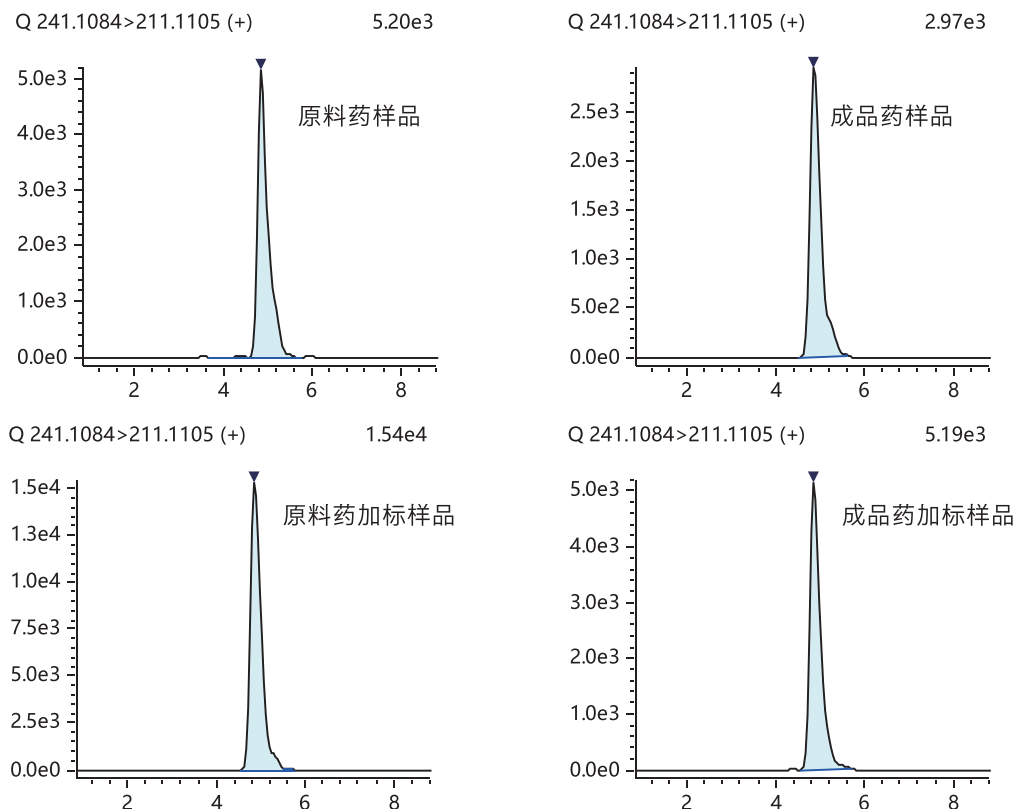 Q 241.1084>211.1105 (+) 5.20e3
5.0e3
4.0e3
3.0e3
2.0e3
1.0e3
0.0e0
原料药样品
2 4 6 8
Q 241.1084>211.1105 (+) 2.97e3
2.5e3
2.0e3
1.5e3
1.0e3
5.0e2
0.0e0
成品药样品
2 4 6 8
Q 241.1084>211.1105 (+) 1.54e4
1.5e4
1.3e4
1.0e4
7.5e3
5.0e3
2.5e3
0.0e0
原料药加标样品
2 4 6 8
Q 241.1084>211.1105 (+) 5.19e3
5.0e3
4.0e3
3.0e3
2.0e3
1.0e3
0.0e0
成品药加标样品
2 4 6 8